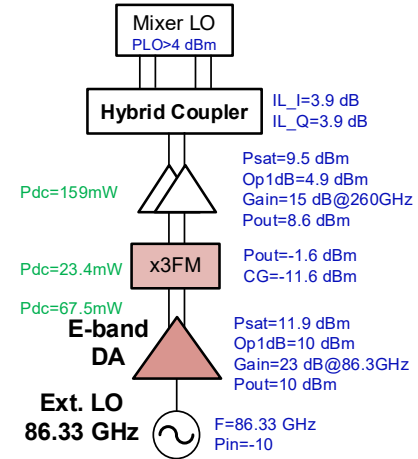 Mixer LO
PLO>4 dBm
Hybrid Coupler
IL_I=3.9 dB
IL_Q=3.9 dB
Psat=9.5 dBm
Op1dB=4.9 dBm
Gain=15 dB@260GHz
Pout=8.6 dBm
Pdc=159mW
x3FM
Pout=-1.6 dBm
CG=-11.6 dBm
Pdc=23.4mW
Pdc=67.5mW
E-band
DA
Psat=11.9 dBm
Op1dB=10 dBm
Gain=23 dB@86.3GHz
Pout=10 dBm
Ext. LO
86.33 GHz
F=86.33 GHz
Pin=-10